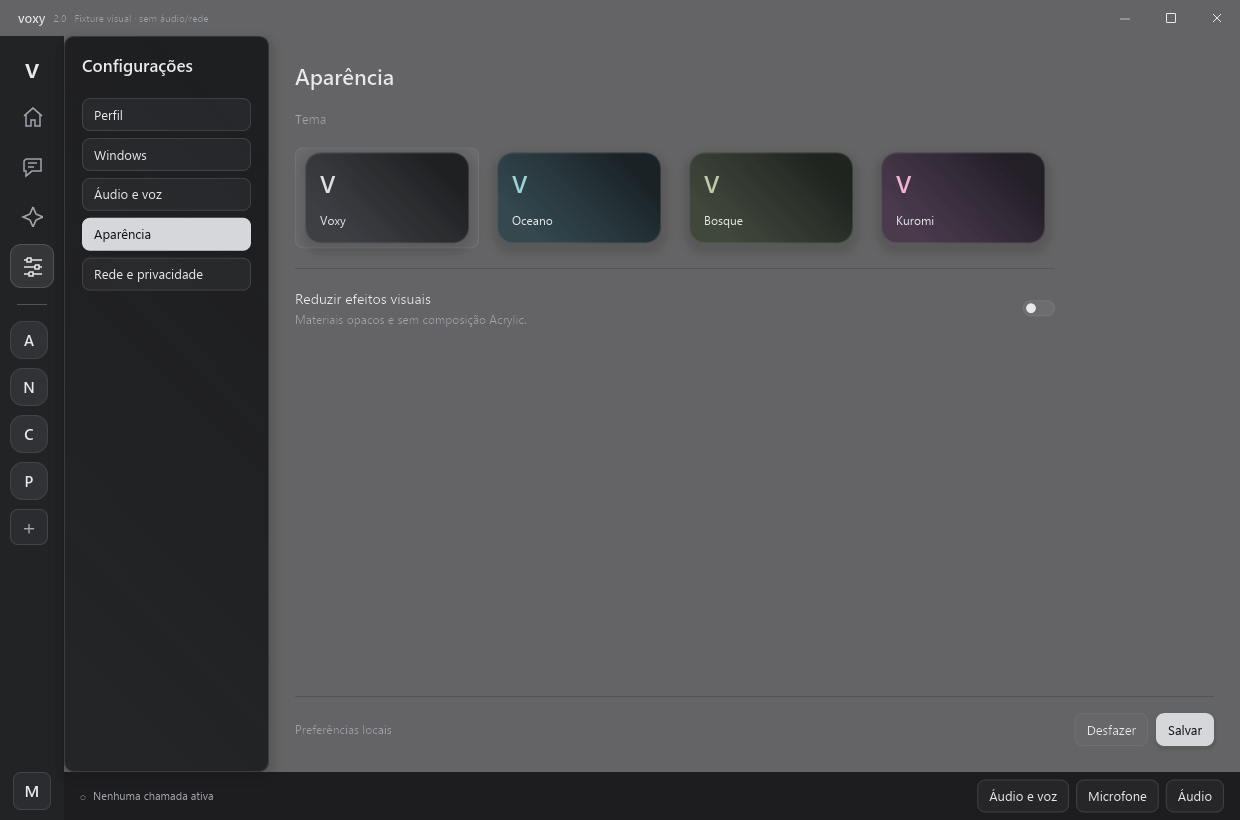 voxy 2.0 Fixture visual · sem áudio/rede
V
Configurações
Perfil
Windows
Áudio e voz
Aparência
Rede e privacidade
A
N
C
P
+
M
Aparência
Tema
V
Voxy
V
Oceano
V
Bosque
V
Kuromi
Reduzir efeitos visuais
Materiais opacos e sem composição Acrylic.
Preferências locais
Desfazer
Salvar
Nenhuma chamada ativa
Áudio e voz
Microfone
Áudio